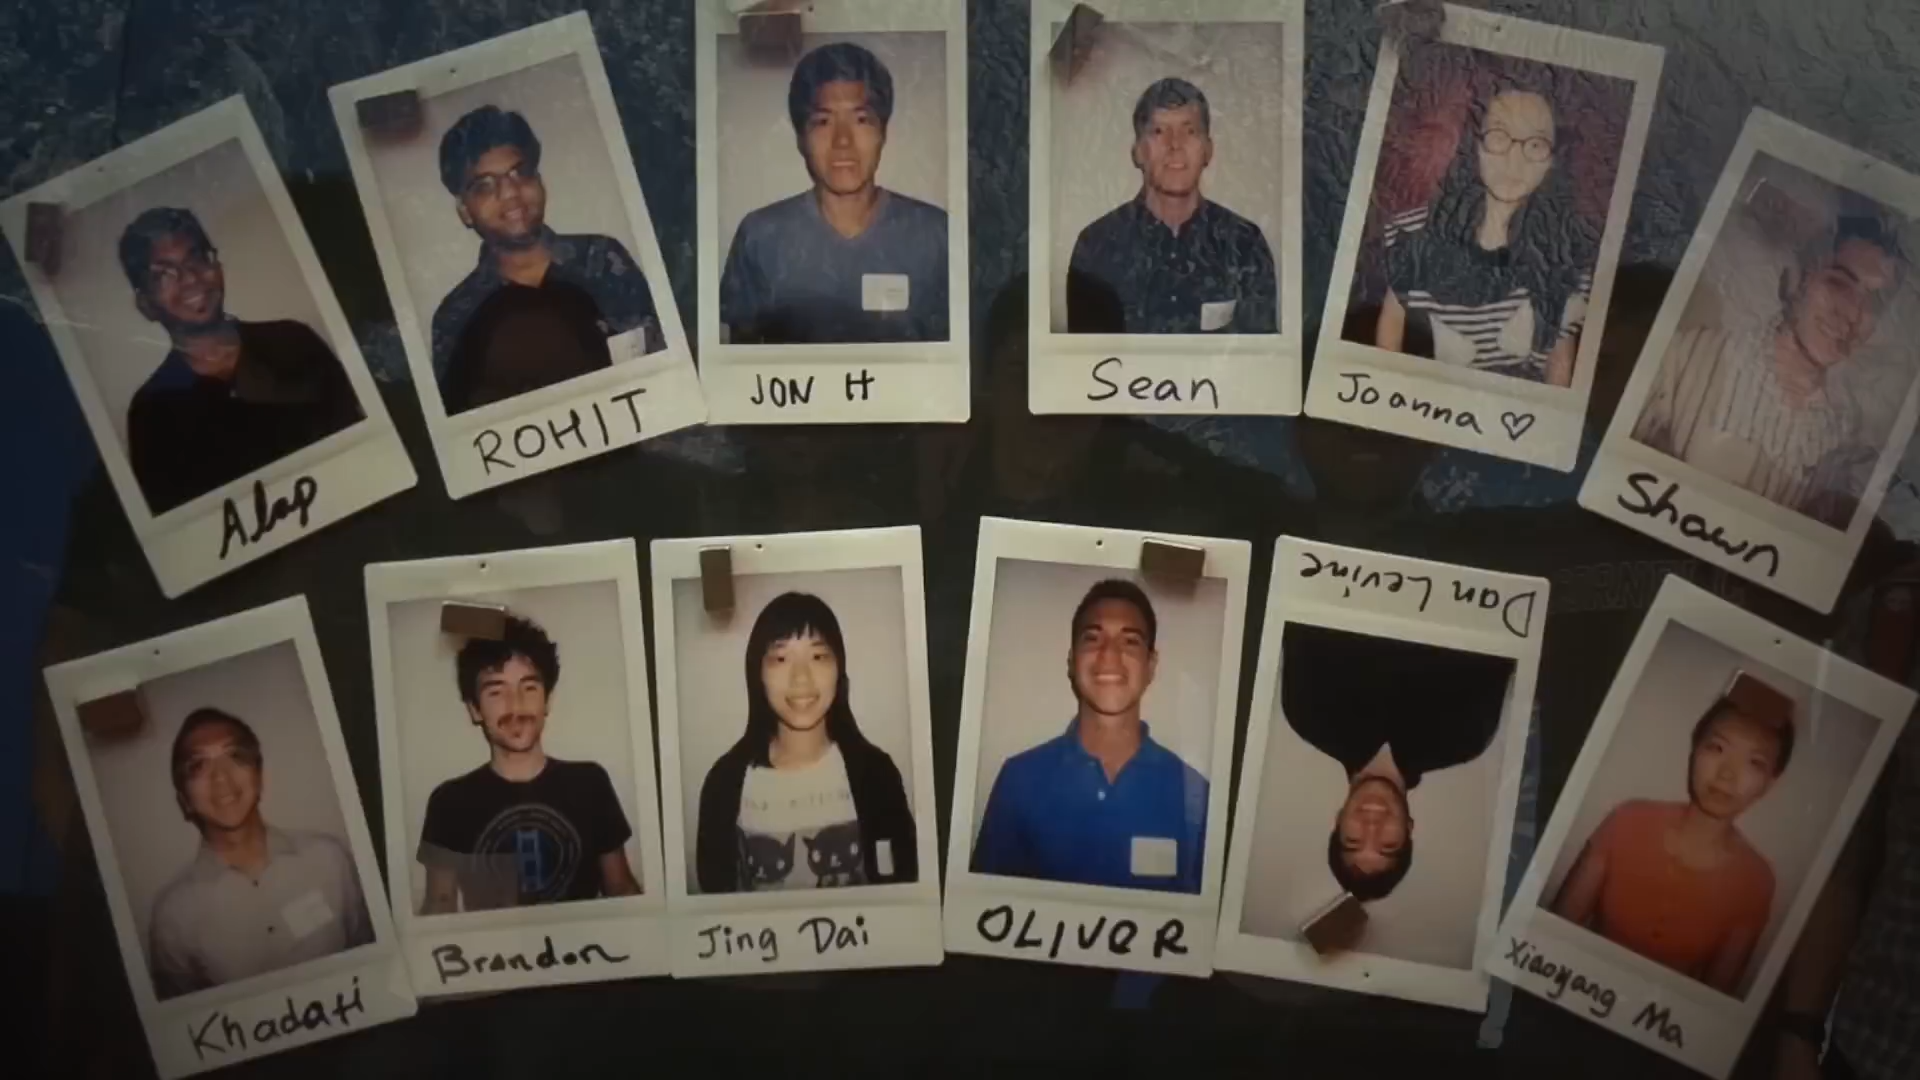 Alap
ROHIT
JON H
Sean
Joanna ♡
Shawn
Khadati
Brandon
Jing Dai
OLIVER
Dan Levine
Xiaoyang Ma